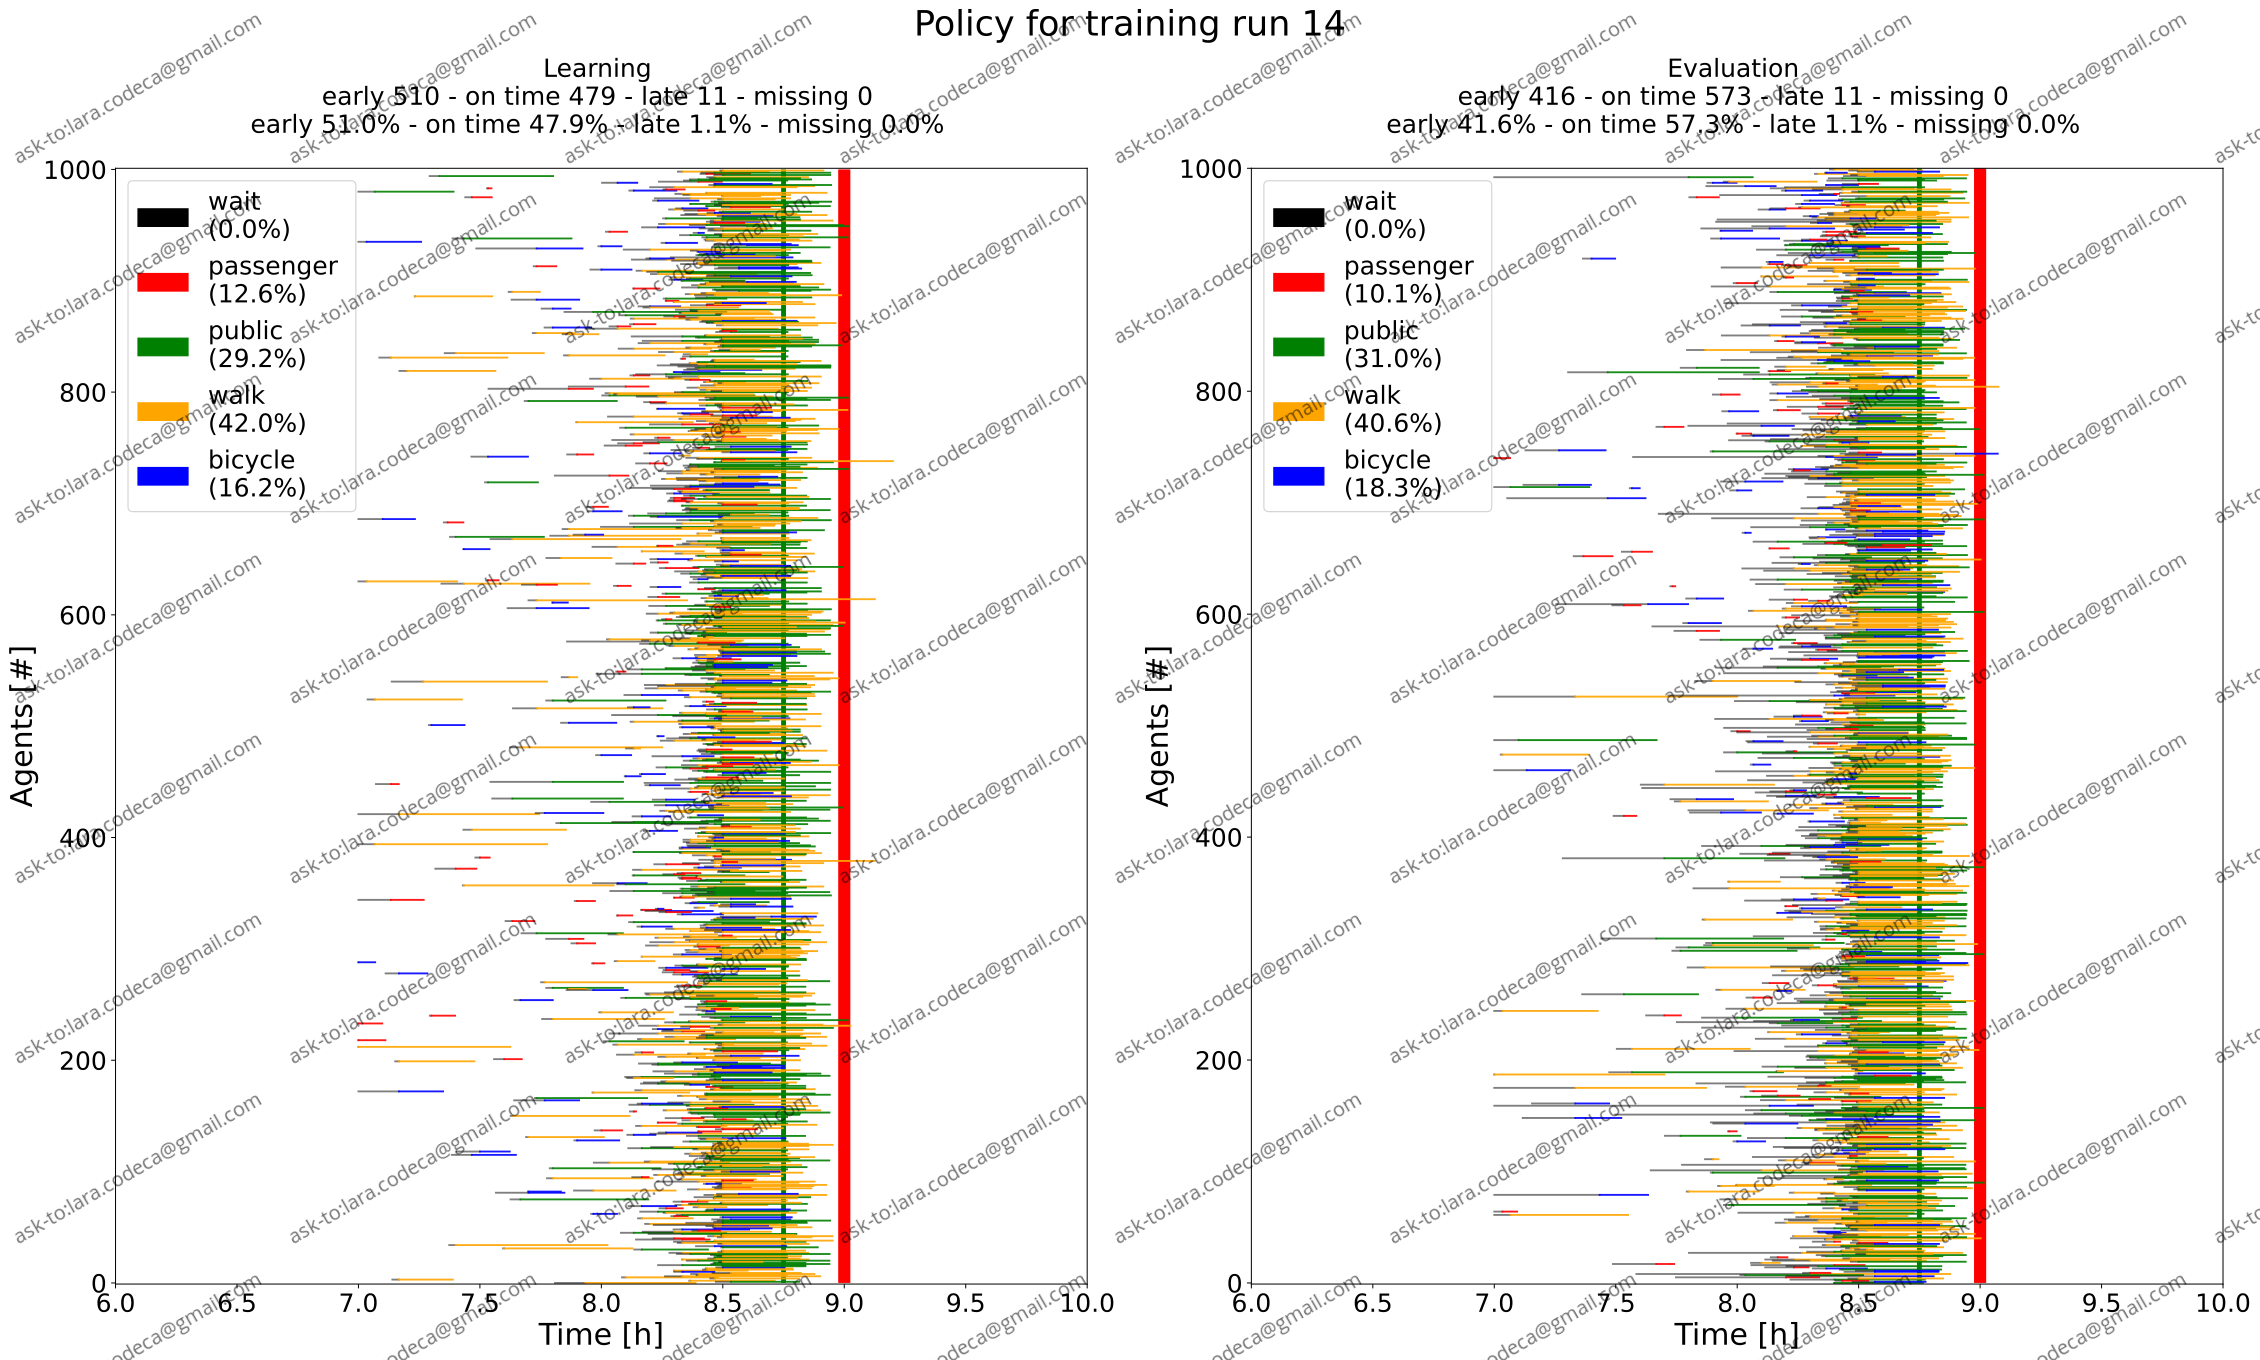 Policy for training run 14
Learning
early 510 - on time 479 - late 11 - missing 0
early 51.0% - on time 47.9% - late 1.1% - missing 0.0%
1000
800
600
400
200
0
Agents [#]
wait
(0.0%)
passenger
(12.6%)
public
(29.2%)
walk
(42.0%)
bicycle
(16.2%)
6.0 6.5 7.0 7.5 8.0 8.5 9.0 9.5 10.0
Time [h]
Evaluation
early 416 - on time 573 - late 11 - missing 0
early 41.6% - on time 57.3% - late 1.1% - missing 0.0%
1000
800
600
400
200
0
Agents [#]
wait
(0.0%)
passenger
(10.1%)
public
(31.0%)
walk
(40.6%)
bicycle
(18.3%)
6.0 6.5 7.0 7.5 8.0 8.5 9.0 9.5 10.0
Time [h]
ask-to:lara.codeca@gmail.com